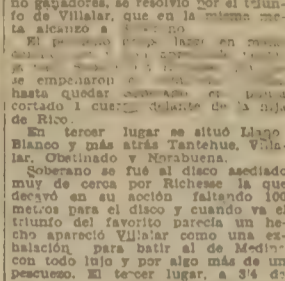 no ganadores, se resolvió por el triun-
fo de Villalar, que en la misma me-
ta alcanzó a
El
se empeñaron
hasta quedar
cortado 1 cuerpo delante de la hija
de Rico.
En tercer lugar se situó Llano
Blanco y más atrás Tantehue, Villa-
lar, Obstinado y Norabuena.
Soberano se fué al disco asediado
muy de cerca por Richesse la que
decayó en su acción faltando 100
metros para el disco y cuando ya el
triunfo del favorito parecía un he-
cho apareció Villalar como una ex-
halación para batir al de Medina
con todo lujo y por algo más de un
pescuezo. El tercer lugar, a 3|4 de